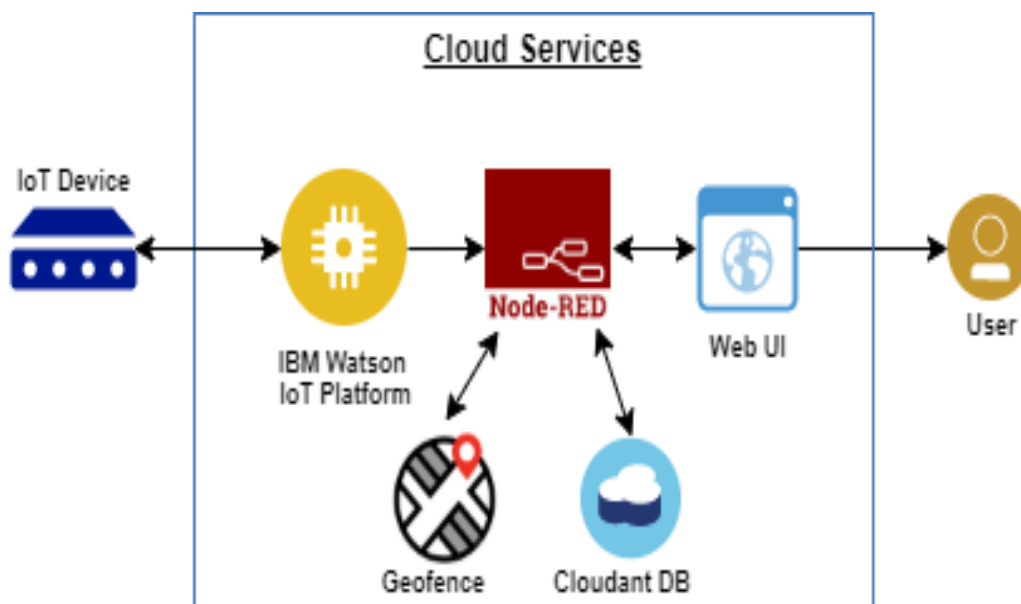 Cloud Services
IoT Device
Node-RED
IBM Watson
IoT Platform
Web UI
User
Geofence
Cloudant DB